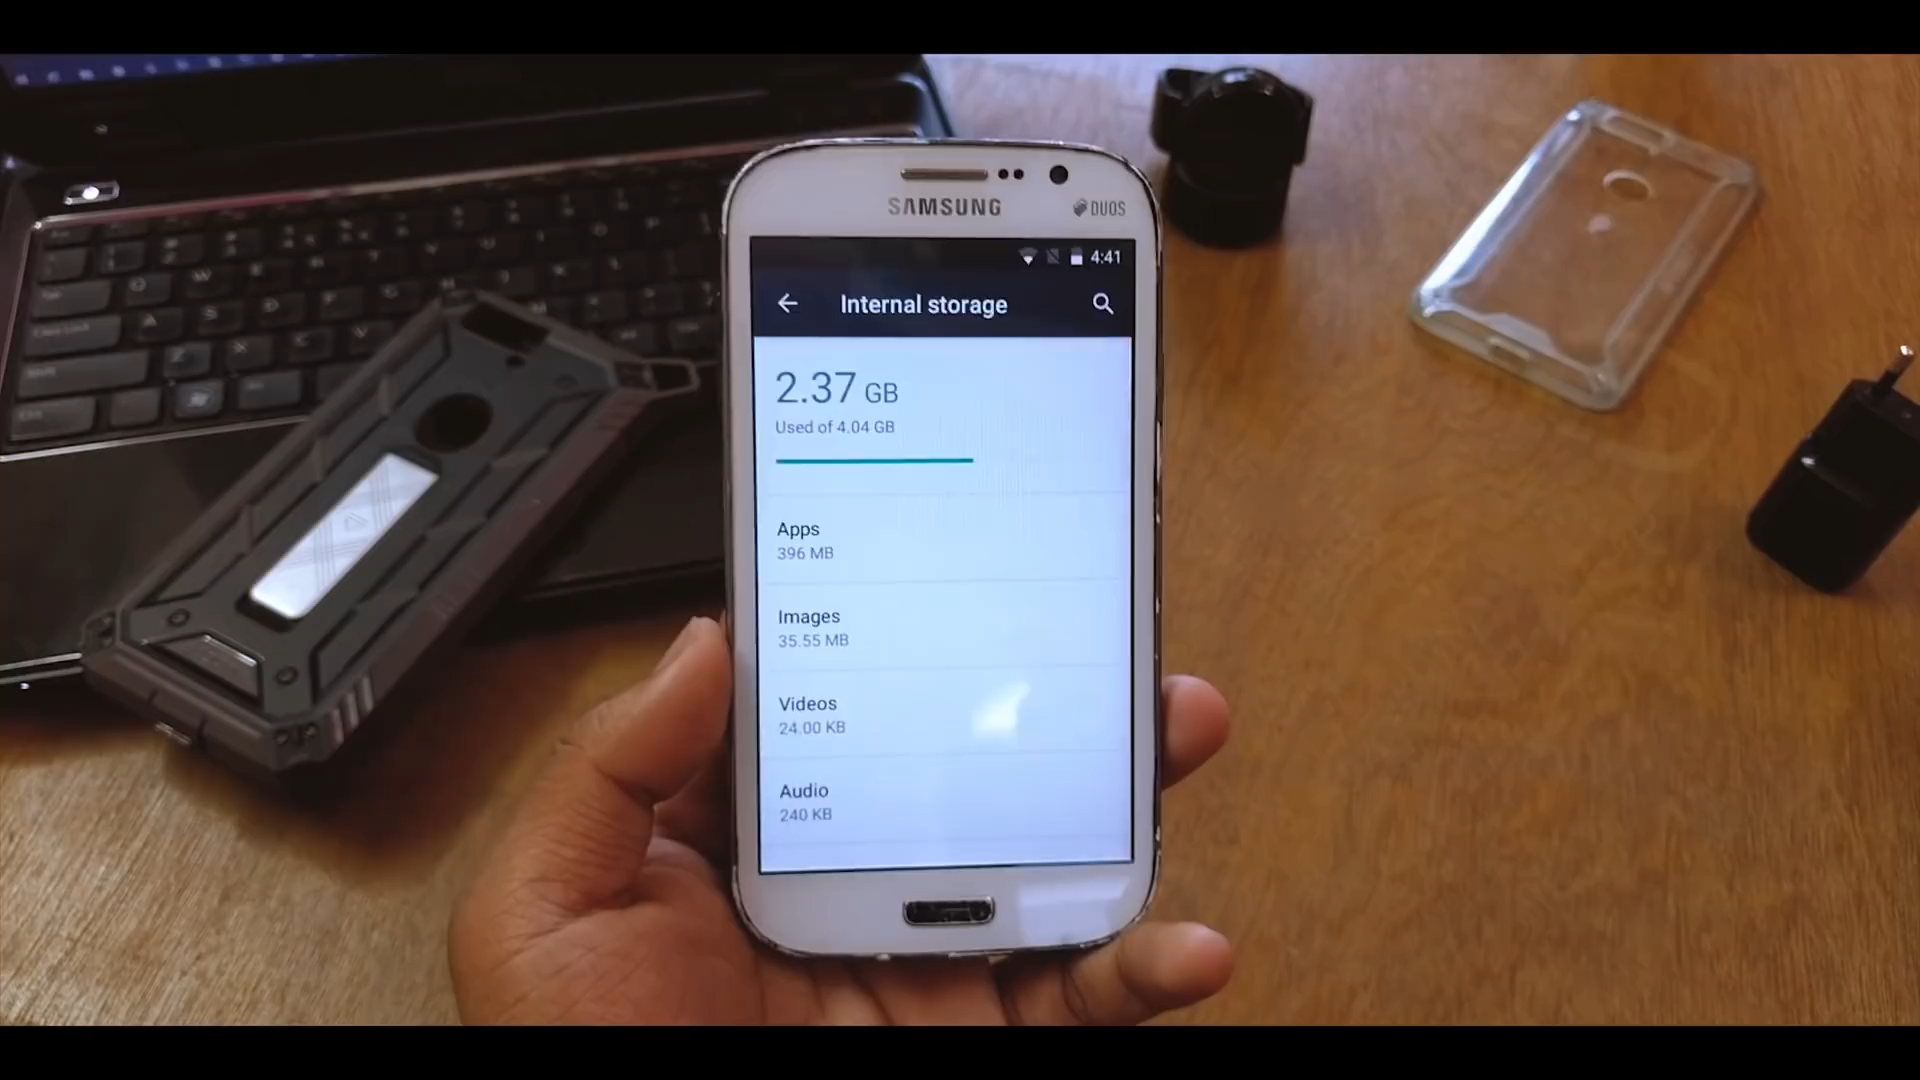 SAMSUNG
DUOS
4:41
Internal storage
2.37 GB
Used of 4.04 GB
Apps
396 MB
Images
35.55 MB
Videos
24.00 KB
Audio
240 KB